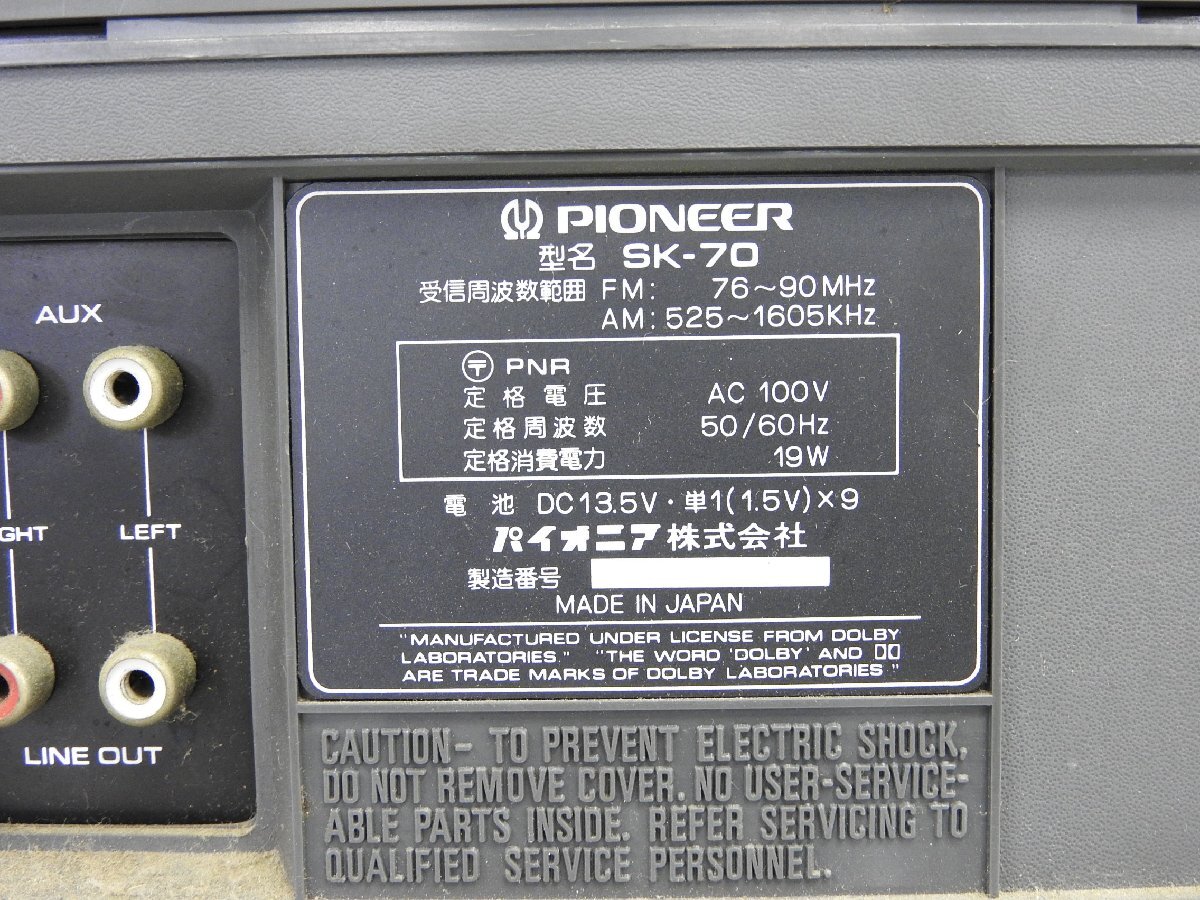 PIONEER
型名 SK-70
受信周波数範囲 FM: 76~90MHz
AM: 525~1605KHz
〒 PNR
定格電圧 AC 100V
定格周波数 50/60Hz
定格消費電力 19W
電池 DC13.5V・単1(1.5V)×9
パイオニア株式会社
製造番号
MADE IN JAPAN
"MANUFACTURED UNDER LICENSE FROM DOLBY
LABORATORIES." "THE WORD 'DOLBY' AND
ARE TRADE MARKS OF DOLBY LABORATORIES."
CAUTION- TO PREVENT ELECTRIC SHOCK,
DO NOT REMOVE COVER. NO USER-SERVICE-
ABLE PARTS INSIDE. REFER SERVICING TO
QUALIFIED SERVICE PERSONNEL.
AUX
GHT LEFT
LINE OUT